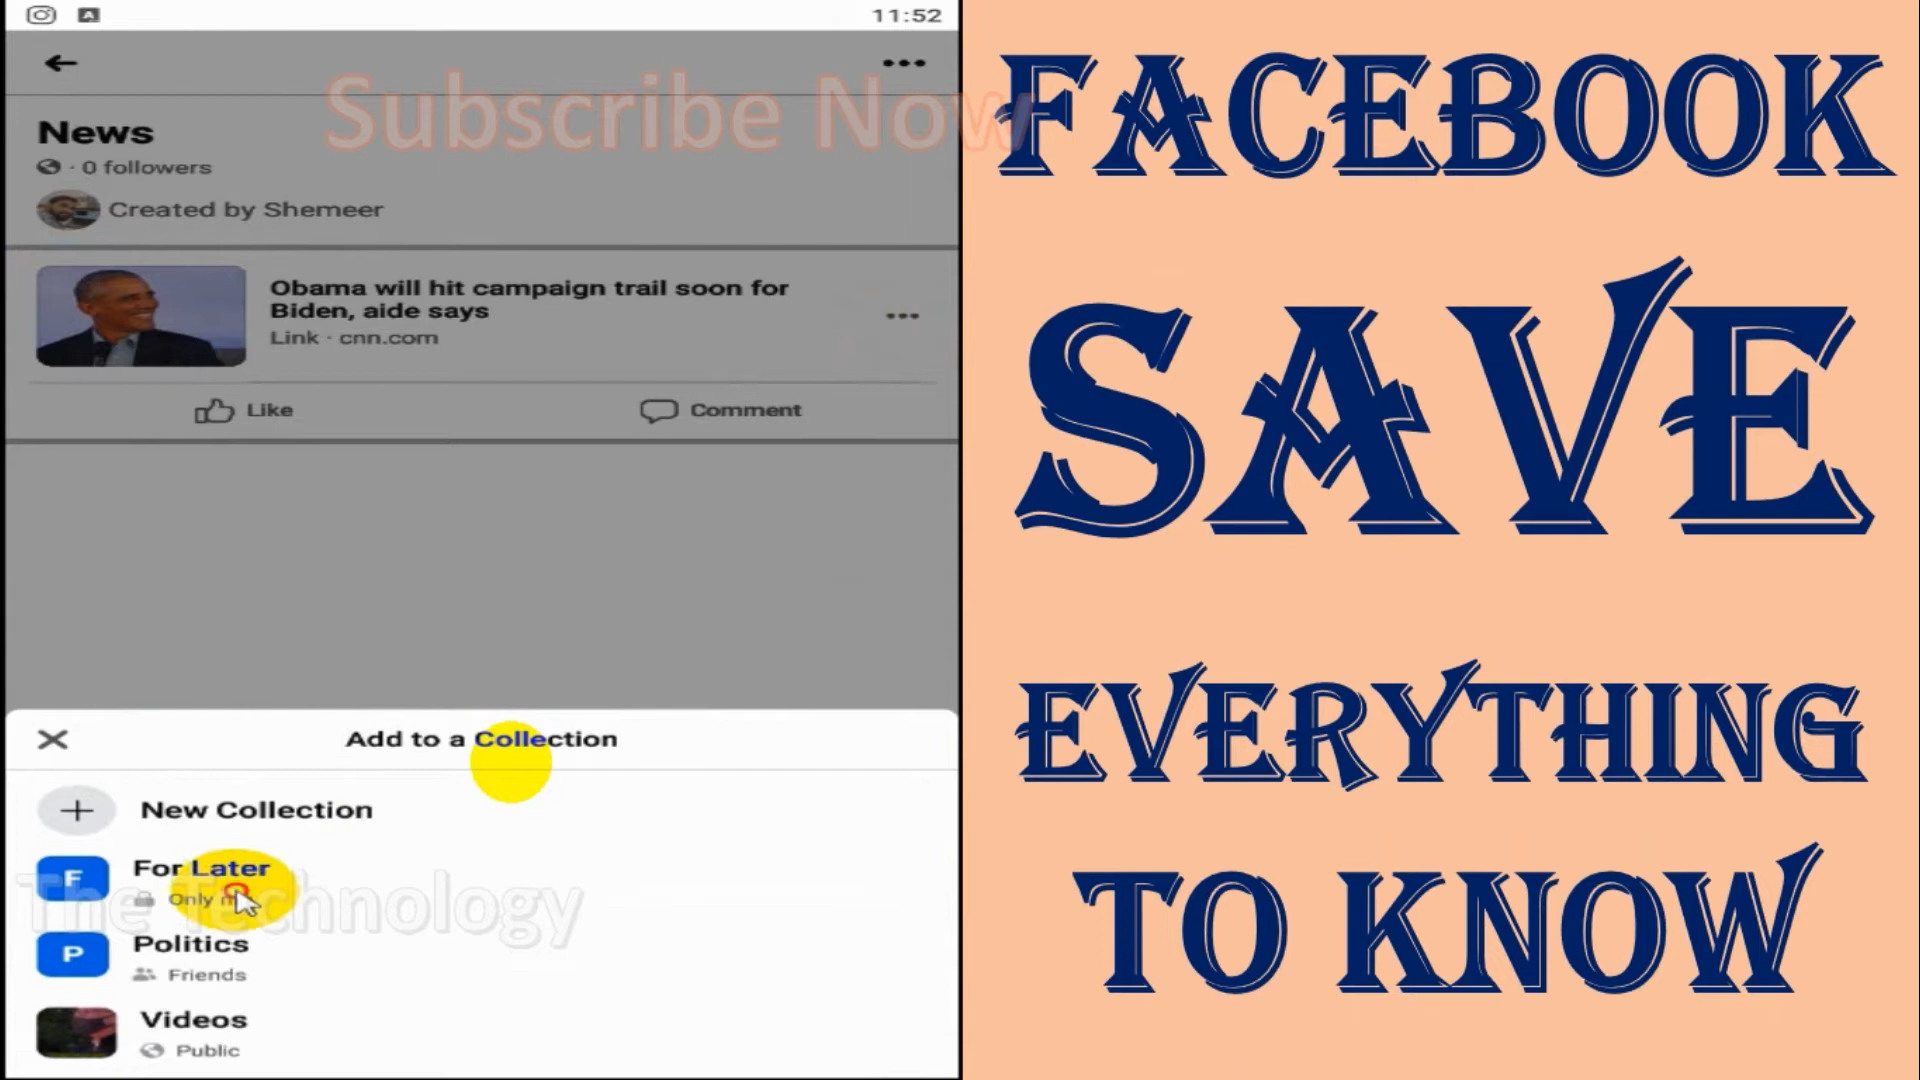 11:52
Subscribe Now
News
· 0 followers
Created by Shemeer
Obama will hit campaign trail soon for
Biden, aide says
Link · cnn.com
Like
Comment
Add to a Collection
New Collection
F
For Later
Only
The Technology
P
Politics
Friends
Videos
Public
FACEBOOK
SAVE
EVERYTHING
TO KNOW